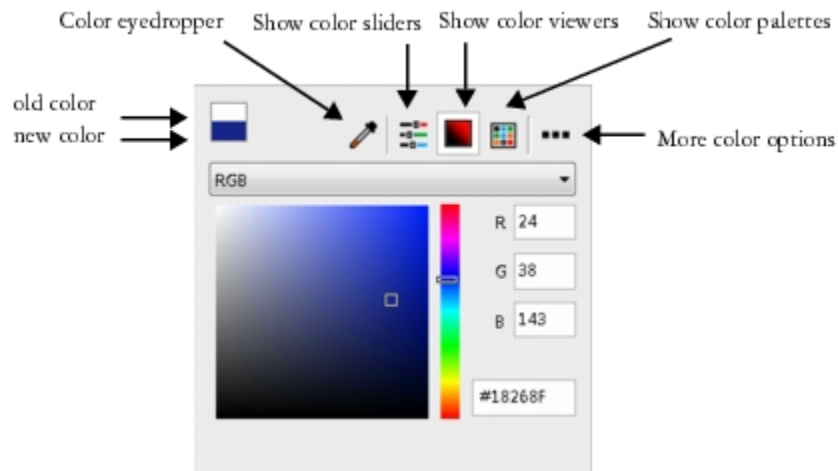 Color eyedropper
Show color sliders
Show color viewers
Show color palettes
old color
new color
More color options
RGB
R 24
G 38
B 143
#18268F